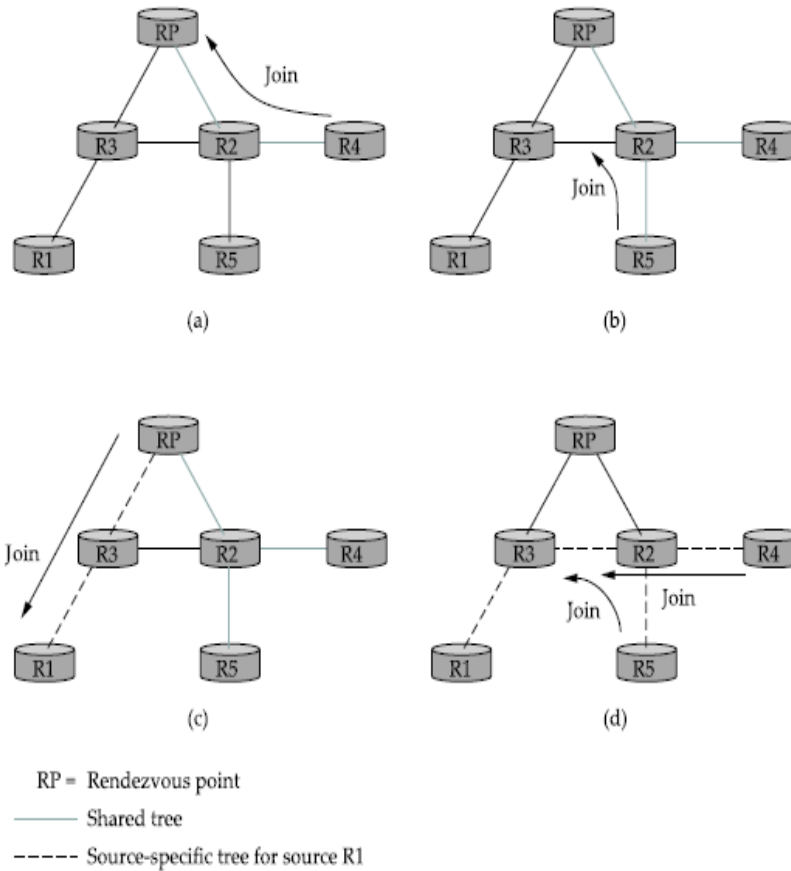 RP
Join
R3
R2
R4
R1
R5
(a)
RP
R3
R2
R4
Join
R1
R5
(b)
RP
Join
R3
R2
R4
R1
R5
(c)
RP
R3
R2
R4
Join
Join
R1
R5
(d)
RP = Rendezvous point
Shared tree
Source-specific tree for source R1